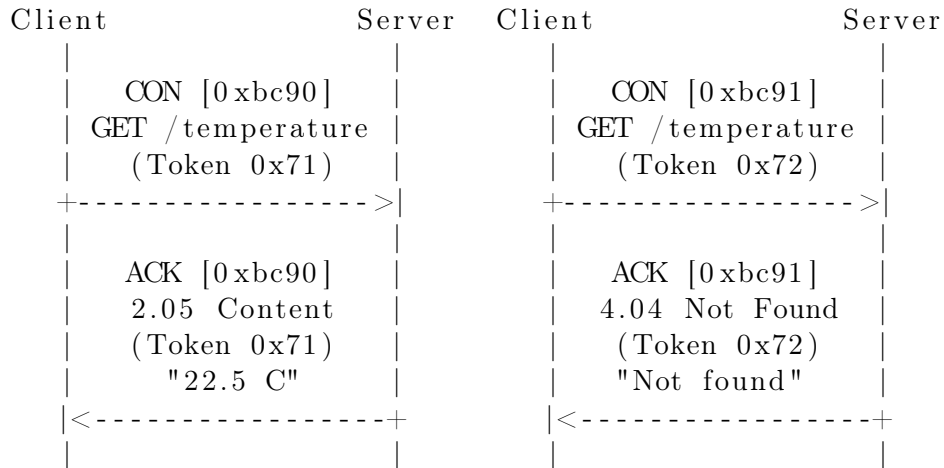 Client Server Client Server
| | | |
| CON [0xbc90] | | CON [0xbc91] |
| GET /temperature | | GET /temperature |
| (Token 0x71) | | (Token 0x72) |
+----------------->| +----------------->|
| | | |
| ACK [0xbc90] | | ACK [0xbc91] |
| 2.05 Content | | 4.04 Not Found |
| (Token 0x71) | | (Token 0x72) |
| "22.5 C" | | "Not found" |
|<-----------------+ |<-----------------+
| | | |